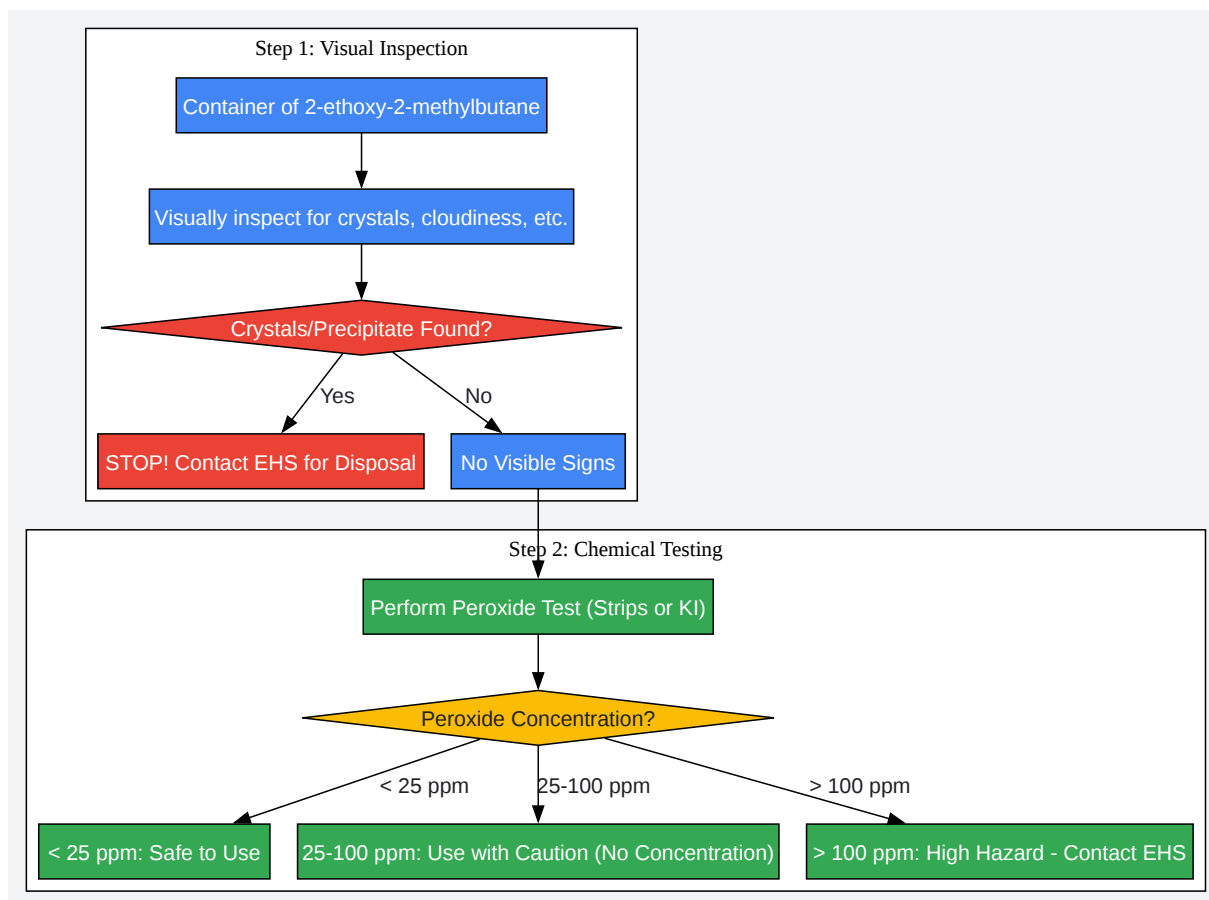 Step 1: Visual Inspection
Container of 2-ethoxy-2-methylbutane
Visually inspect for crystals, cloudiness, etc.
Crystals/Precipitate Found?
Yes
No
STOP! Contact EHS for Disposal
No Visible Signs
Step 2: Chemical Testing
Perform Peroxide Test (Strips or KI)
Peroxide Concentration?
< 25 ppm
25-100 ppm
> 100 ppm
< 25 ppm: Safe to Use
25-100 ppm: Use with Caution (No Concentration)
> 100 ppm: High Hazard - Contact EHS